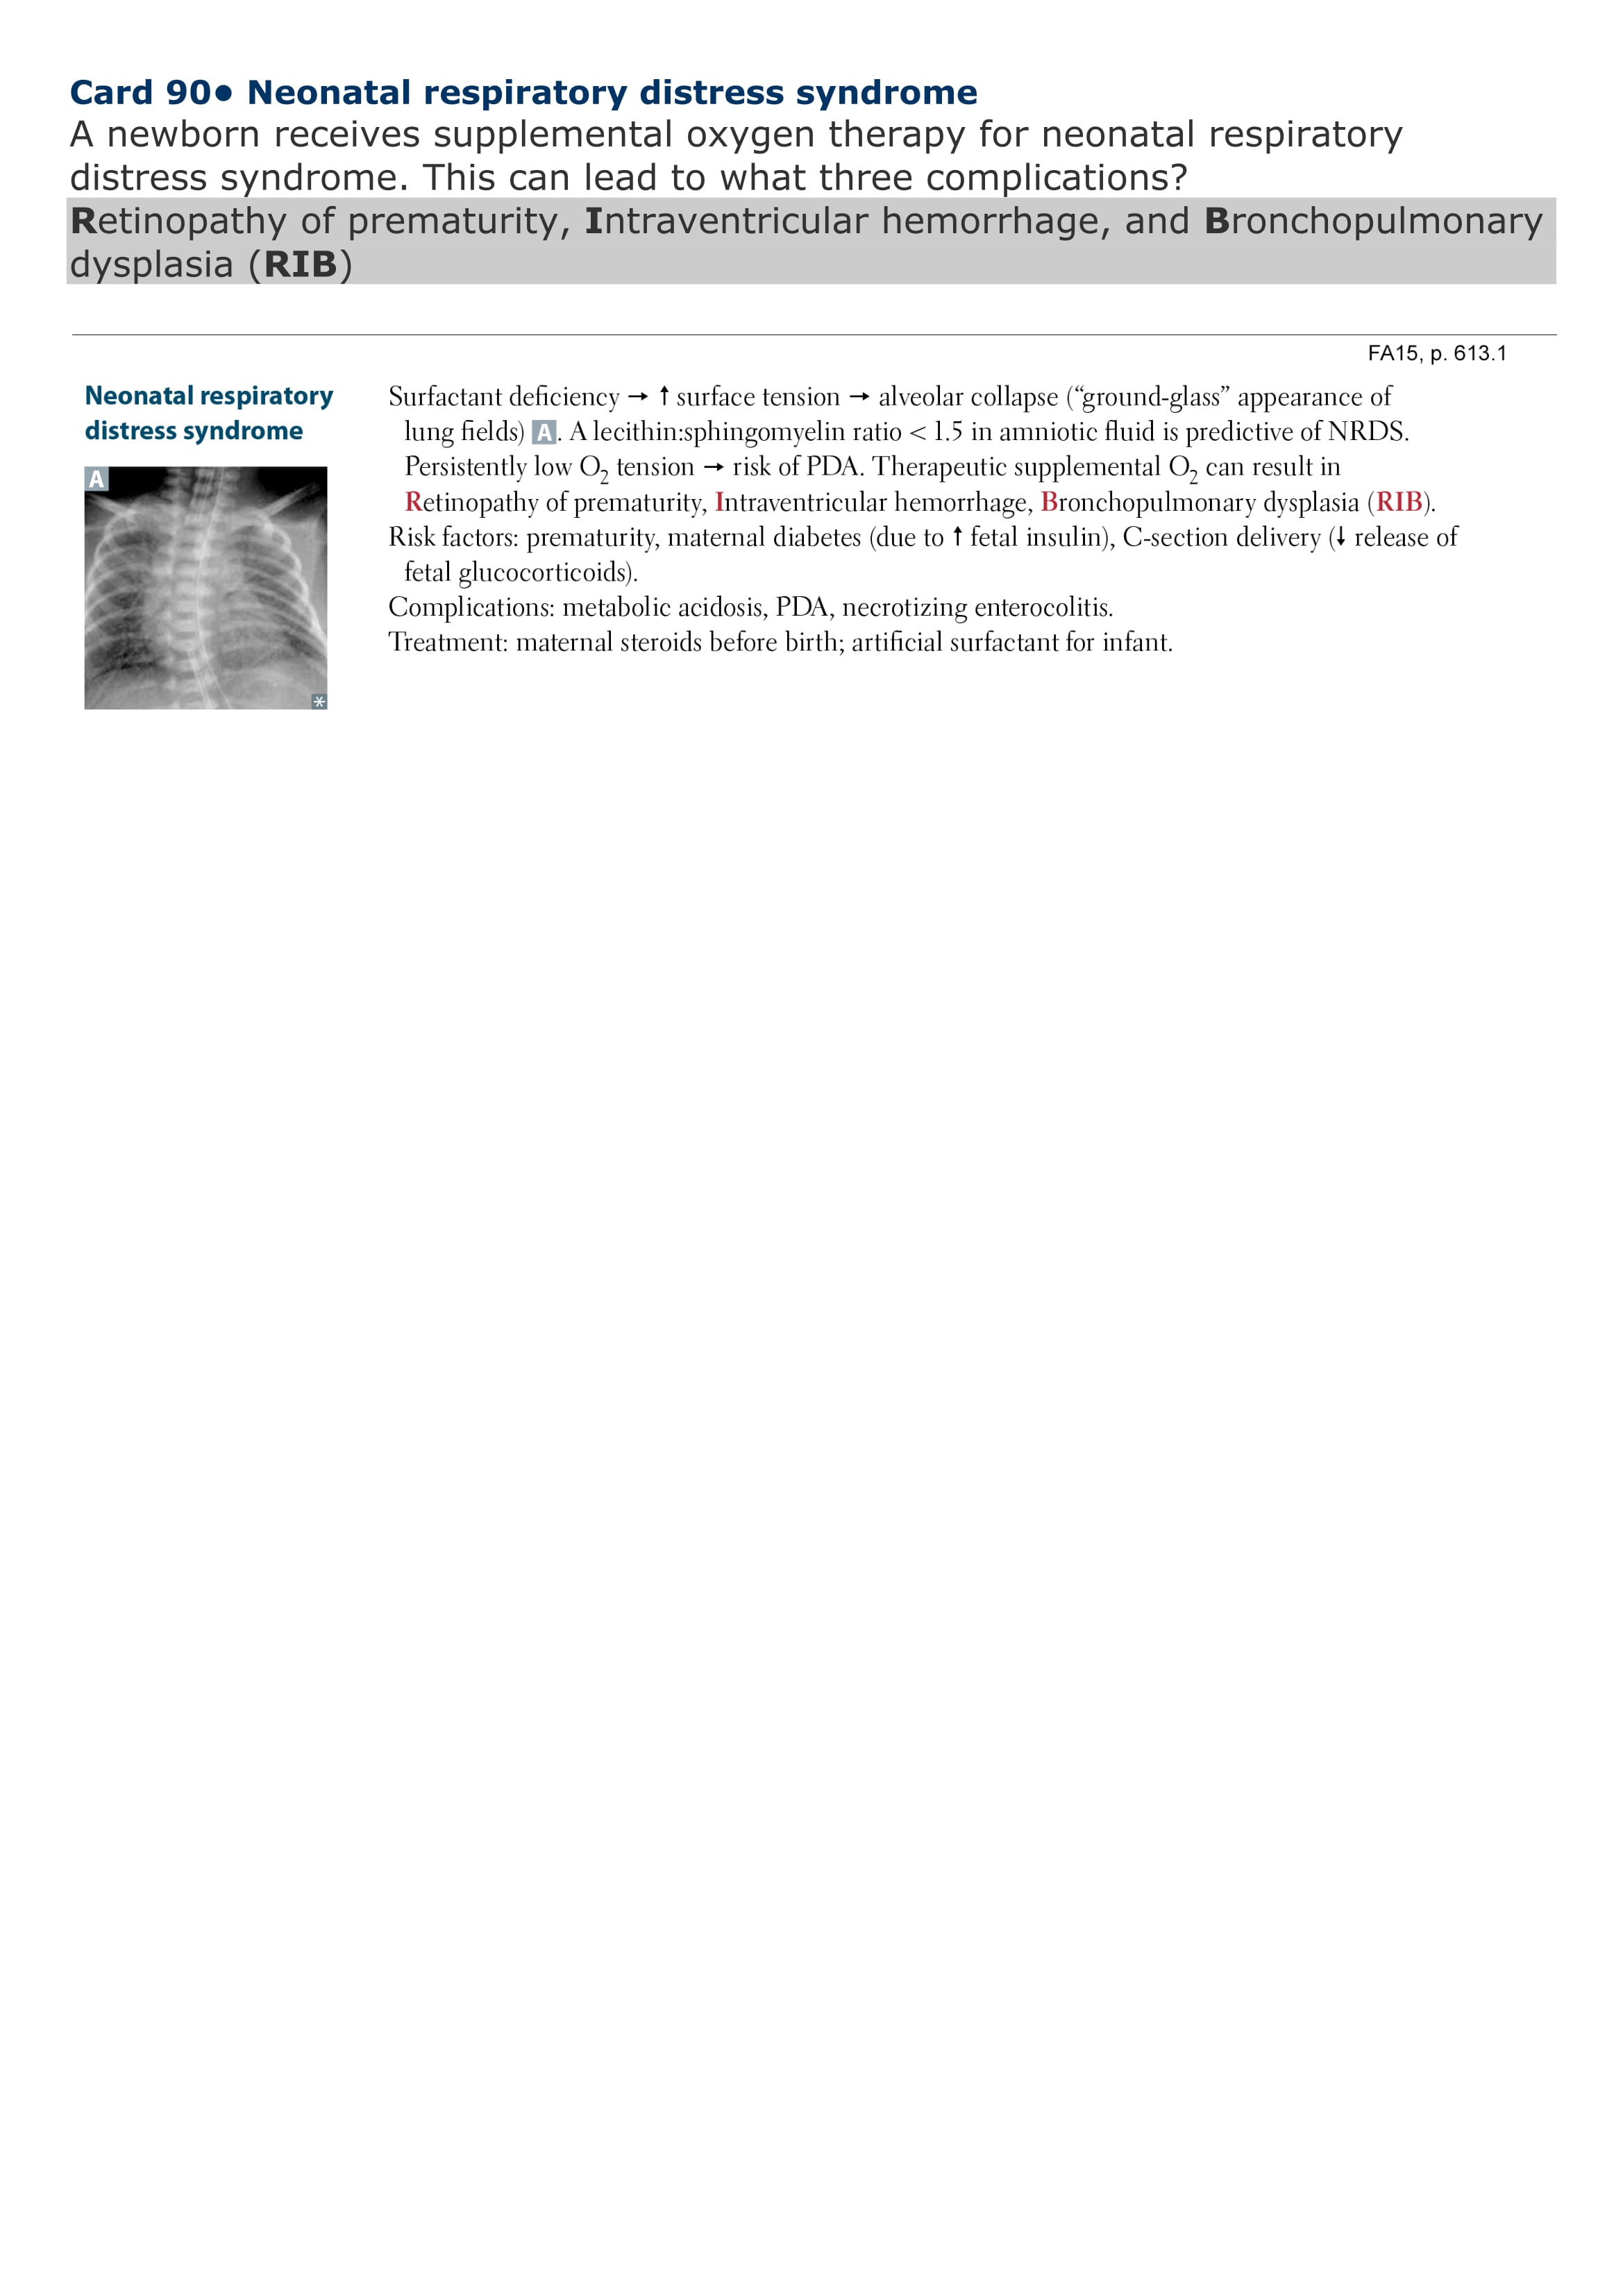 Card 90● Neonatal respiratory distress syndrome
A newborn receives supplemental oxygen therapy for neonatal respiratory
distress syndrome. This can lead to what three complications?
Retinopathy of prematurity, Intraventricular hemorrhage, and Bronchopulmonary
dysplasia (RIB)
FA15, p. 613.1
Neonatal respiratory
distress syndrome
A
*
Surfactant deficiency → ↑ surface tension → alveolar collapse (“ground-glass” appearance of
lung fields) A. A lecithin:sphingomyelin ratio < 1.5 in amniotic fluid is predictive of NRDS.
Persistently low O₂ tension → risk of PDA. Therapeutic supplemental O₂ can result in
Retinopathy of prematurity, Intraventricular hemorrhage, Bronchopulmonary dysplasia (RIB).
Risk factors: prematurity, maternal diabetes (due to ↑ fetal insulin), C-section delivery (↓ release of
fetal glucocorticoids).
Complications: metabolic acidosis, PDA, necrotizing enterocolitis.
Treatment: maternal steroids before birth; artificial surfactant for infant.